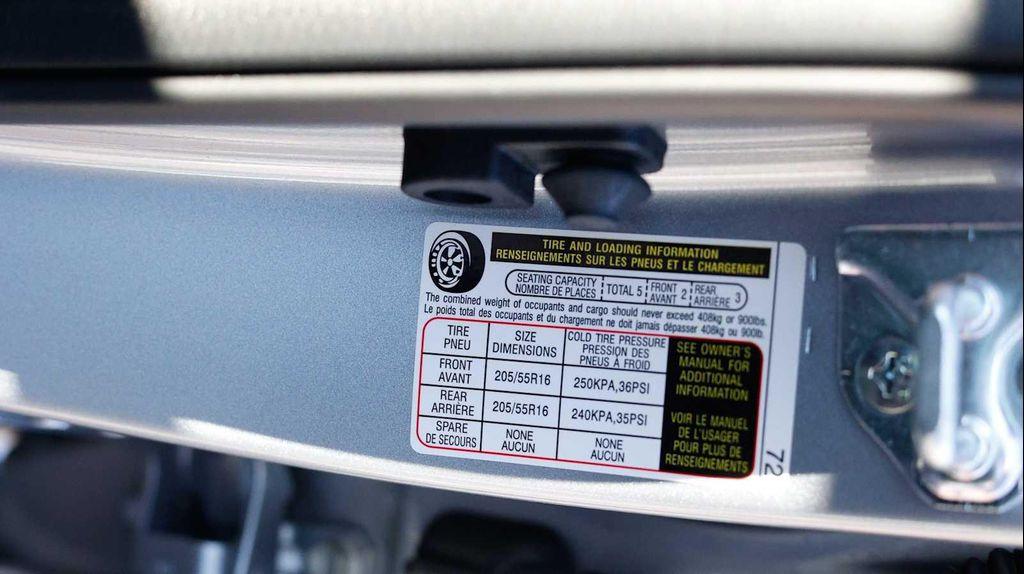 TIRE AND LOADING INFORMATION
RENSEIGNEMENTS SUR LES PNEUS ET LE CHARGEMENT
SEATING CAPACITY
NOMBRE DE PLACES
TOTAL 5
FRONT
AVANT 2
REAR
ARRIÈRE 3
The combined weight of occupants and cargo should never exceed 408kg or 900lbs.
Le poids total des occupants et du chargement ne doit jamais dépasser 408kg ou 900lb.
TIRE
PNEU
SIZE
DIMENSIONS
COLD TIRE PRESSURE
PRESSION DES
PNEUS À FROID
FRONT
AVANT
205/55R16
250KPA,36PSI
REAR
ARRIÈRE
205/55R16
240KPA,35PSI
SPARE
DE SECOURS
NONE
AUCUN
NONE
AUCUN
SEE OWNER'S
MANUAL FOR
ADDITIONAL
INFORMATION
VOIR LE MANUEL
DE L'USAGER
POUR PLUS DE
RENSEIGNEMENTS